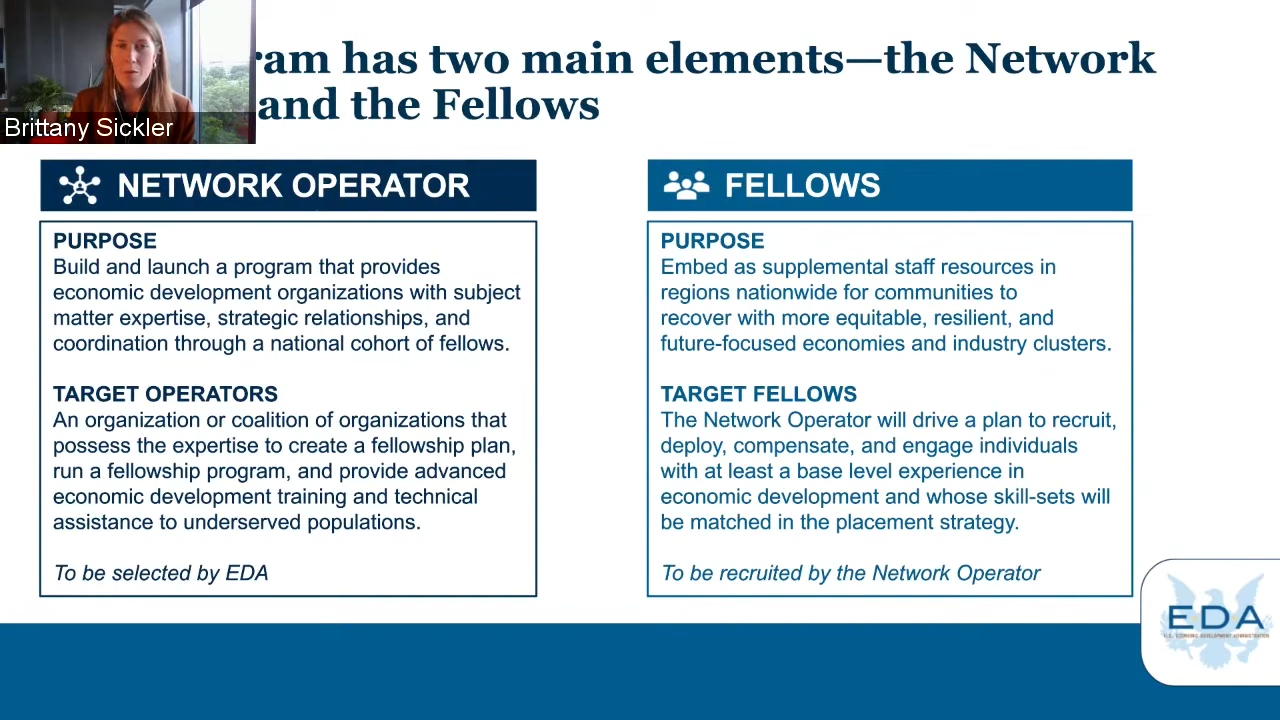 ram has two main elements—the Network
and the Fellows
Brittany Sickler
NETWORK OPERATOR
PURPOSE
Build and launch a program that provides
economic development organizations with subject
matter expertise, strategic relationships, and
coordination through a national cohort of fellows.
TARGET OPERATORS
An organization or coalition of organizations that
possess the expertise to create a fellowship plan,
run a fellowship program, and provide advanced
economic development training and technical
assistance to underserved populations.
To be selected by EDA
FELLOWS
PURPOSE
Embed as supplemental staff resources in
regions nationwide for communities to
recover with more equitable, resilient, and
future-focused economies and industry clusters.
TARGET FELLOWS
The Network Operator will drive a plan to recruit,
deploy, compensate, and engage individuals
with at least a base level experience in
economic development and whose skill-sets will
be matched in the placement strategy.
To be recruited by the Network Operator
EDA
U.S. ECONOMIC DEVELOPMENT ADMINISTRATION